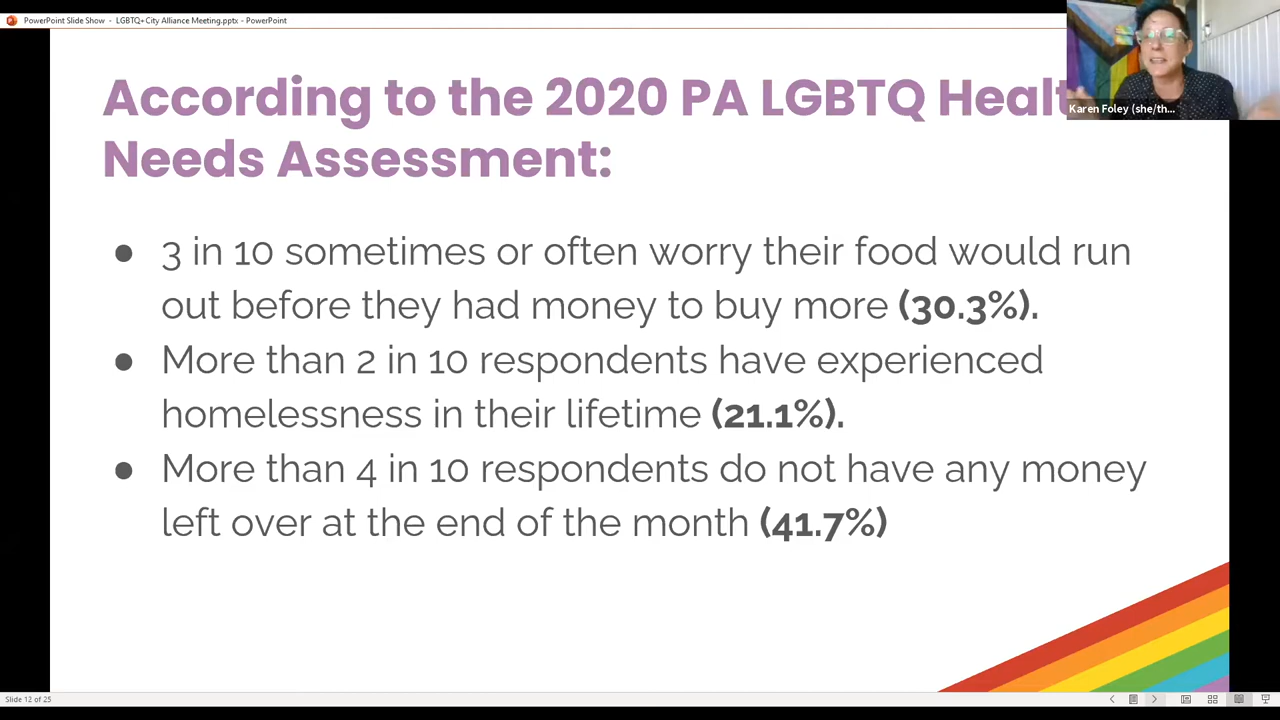 PowerPoint Slide Show - LGBTQ+City Alliance Meeting.pptx - PowerPoint
According to the 2020 PA LGBTQ Healt
Needs Assessment:
Karen Foley (she/th...
● 3 in 10 sometimes or often worry their food would run
out before they had money to buy more (30.3%).
● More than 2 in 10 respondents have experienced
homelessness in their lifetime (21.1%).
● More than 4 in 10 respondents do not have any money
left over at the end of the month (41.7%)
Slide 12 of 25